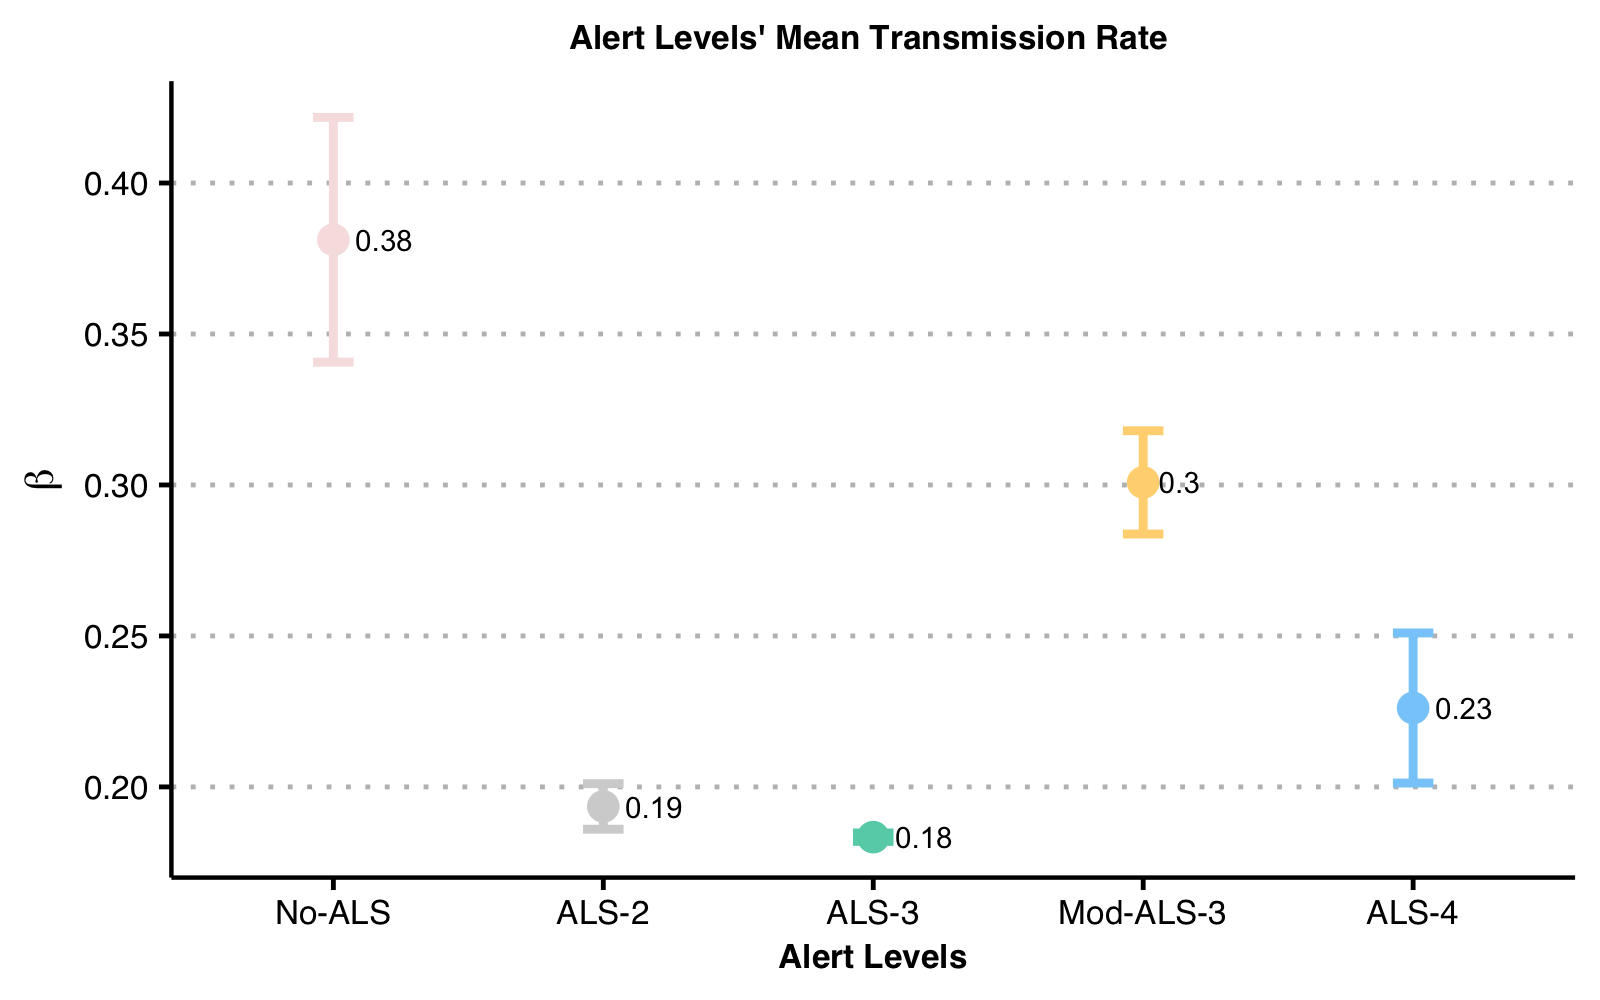 Alert Levels' Mean Transmission Rate
β
0.40
0.35
0.30
0.25
0.20
0.38
0.19
0.18
0.3
0.23
No-ALS
ALS-2
ALS-3
Mod-ALS-3
ALS-4
Alert Levels